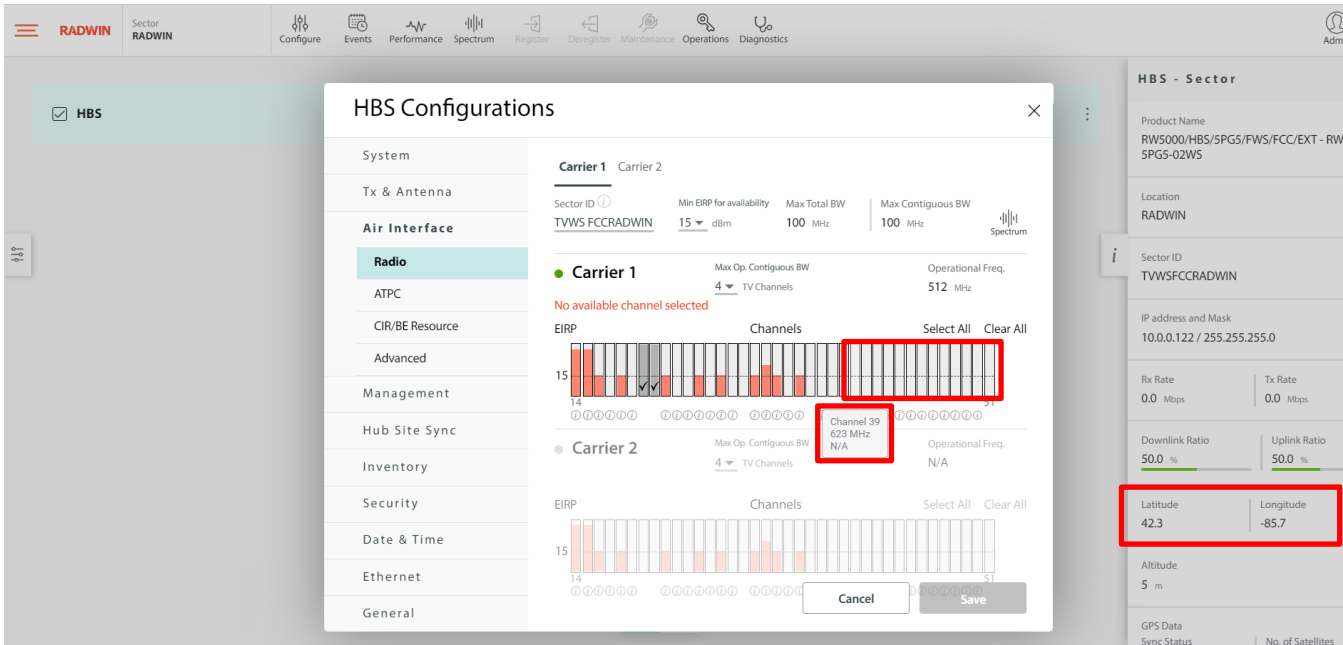 RADWIN
Sector
RADWIN
Configure
Events
Performance
Spectrum
Register
Deregister
Maintenance
Operations
Diagnostics
Adm
HBS
HBS Configurations
System
Tx & Antenna
Air Interface
Radio
ATPC
CIR/BE Resource
Advanced
Management
Hub Site Sync
Inventory
Security
Date & Time
Ethernet
General
Carrier 1 Carrier 2
Sector ID
TVWS FCCRADWIN
Min EIRP for availability
15 dBm
Max Total BW
100 MHz
Max Contiguous BW
100 MHz
Spectrum
Carrier 1
Max Op. Contiguous BW
4 TV Channels
Operational Freq.
512 MHz
No available channel selected
EIRP Channels Select All Clear All
15
14 51
Channel 39
623 MHz
N/A
Carrier 2
Max Op. Contiguous BW
4 TV Channels
Operational Freq.
N/A
EIRP Channels Select All Clear All
15
14 51
Cancel
Save
i
HBS - Sector
Product Name
RW5000/HBS/5PG5/FWS/FCC/EXT - RW
5PG5-02WS
Location
RADWIN
Sector ID
TVWSFCCRADWIN
IP address and Mask
10.0.0.122 / 255.255.255.0
Rx Rate
0.0 Mbps
Tx Rate
0.0 Mbps
Downlink Ratio
50.0 %
Uplink Ratio
50.0 %
Latitude
42.3
Longitude
-85.7
Altitude
5 m
GPS Data
Sync Status
No. of Satellites